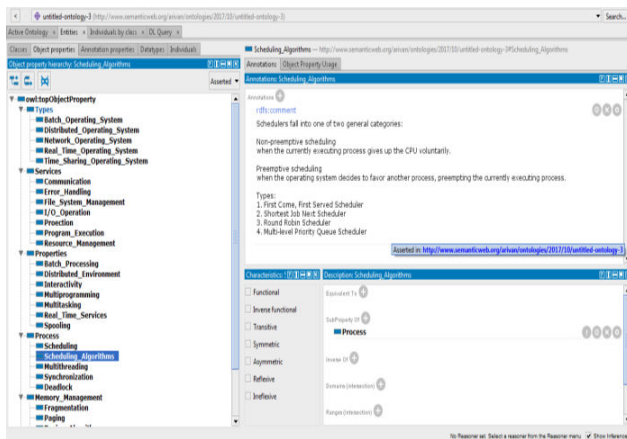 untitled-ontology-3 (http://www.semanticweb.org/arivan/ontologies/2017/10/untitled-ontology-3)
Search...
Active Ontology x Entities x Individuals by class x DL Query x
Classes Object properties Annotation properties Datatypes Individuals
Object property hierarchy: Scheduling_Algorithms
Asserted
owl:topObjectProperty
Types
Batch_Operating_System
Distributed_Operating_System
Network_Operating_System
Real_Time_Operating_System
Time_Sharing_Operating_System
Services
Communication
Error_Handling
File_System_Management
I/O_Operation
Proection
Program_Execution
Resource_Management
Properties
Batch_Processing
Distributed_Environment
Interactivity
Multiprogramming
Multitasking
Real_Time_Services
Spooling
Process
Scheduling
Scheduling_Algorithms
Multithreading
Synchronization
Deadlock
Memory_Management
Fragmentation
Paging
Scheduling_Algorithms — http://www.semanticweb.org/arivan/ontologies/2017/10/untitled-ontology-3#Scheduling_Algorithms
Annotations Object Property Usage
Annotations: Scheduling_Algorithms
Annotations
rdfs:comment
Schedulers fall into one of two general categories:
Non-preemptive scheduling
when the currently executing process gives up the CPU voluntarily.
Preemptive scheduling
when the operating system decides to favor another process, preempting the currently executing process.
Types:
1. First Come, First Served Scheduler
2. Shortest Job Next Scheduler
3. Round Robin Scheduler
4. Multi-level Priority Queue Scheduler
Asserted in: http://www.semanticweb.org/arivan/ontologies/2017/10/untitled-ontology-3
Characteristics:
Functional
Inverse functional
Transitive
Symmetric
Asymmetric
Reflexive
Irreflexive
Description: Scheduling_Algorithms
Equivalent To
SubProperty Of
Process
Inverse Of
Domains (intersection)
Ranges (intersection)
No Reasoner set. Select a reasoner from the Reasoner menu Show Inferences